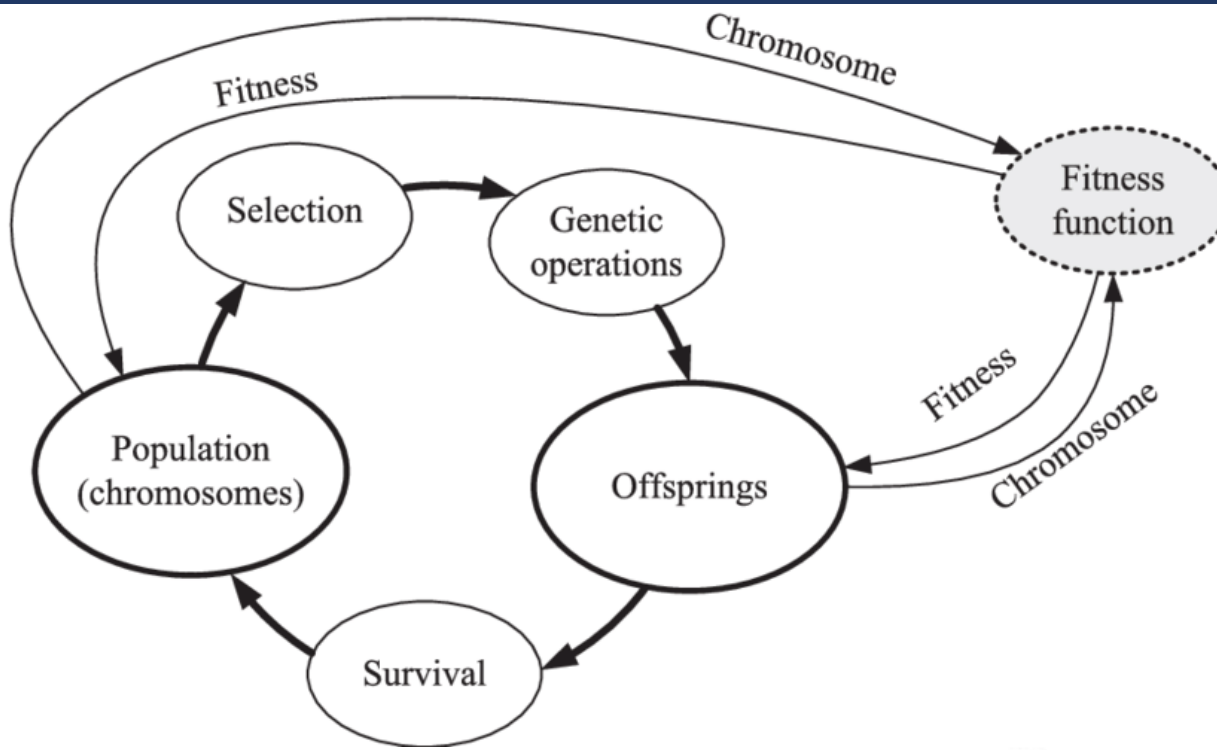 Chromosome
Fitness
Selection
Genetic
operations
Fitness
function
Population
(chromosomes)
Offsprings
Fitness
Chromosome
Survival